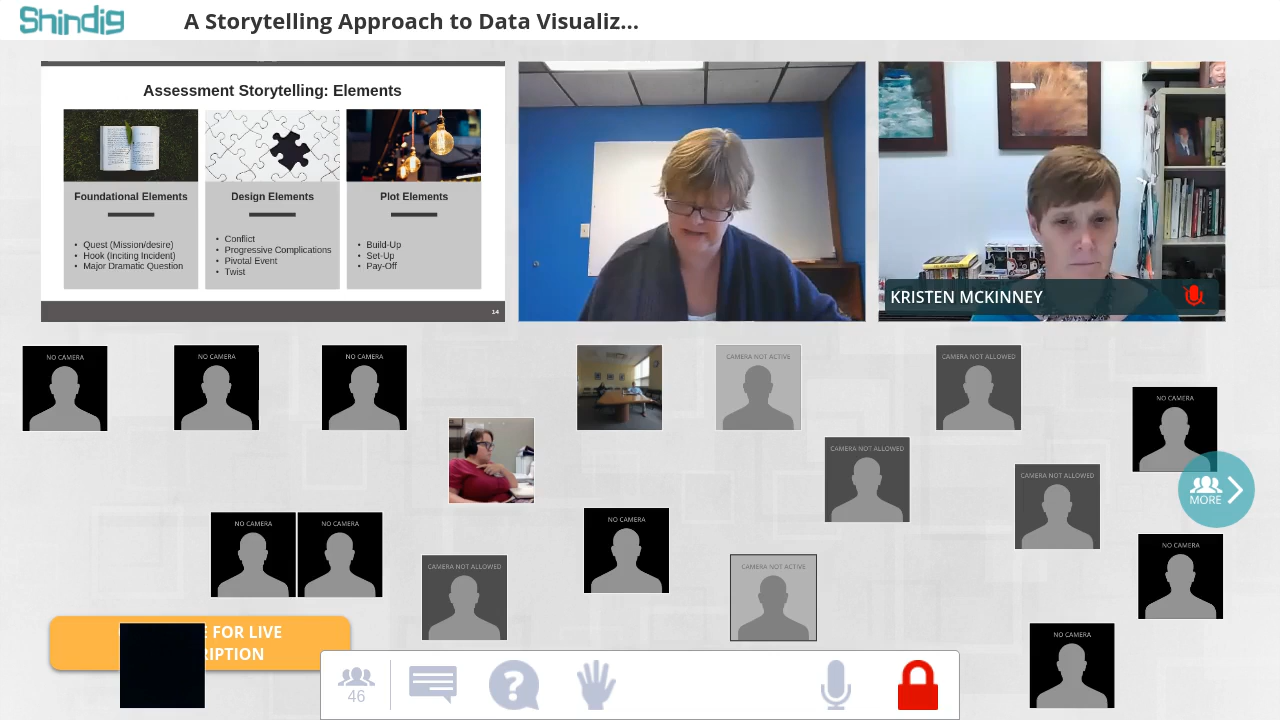 Shindig
A Storytelling Approach to Data Visualiz...
Assessment Storytelling: Elements
Foundational Elements
• Quest (Mission/desire)
• Hook (Inciting Incident)
• Major Dramatic Question
Design Elements
• Conflict
• Progressive Complications
• Pivotal Event
• Twist
Plot Elements
• Build-Up
• Set-Up
• Pay-Off
14
KRISTEN MCKINNEY
NO CAMERA
NO CAMERA
NO CAMERA
CAMERA NOT ACTIVE
CAMERA NOT ALLOWED
NO CAMERA
CAMERA NOT ALLOWED
CAMERA NOT ALLOWED
MORE
NO CAMERA
NO CAMERA
NO CAMERA
CAMERA NOT ALLOWED
CAMERA NOT ACTIVE
NO CAMERA
FOR LIVE
NO CAMERA
46